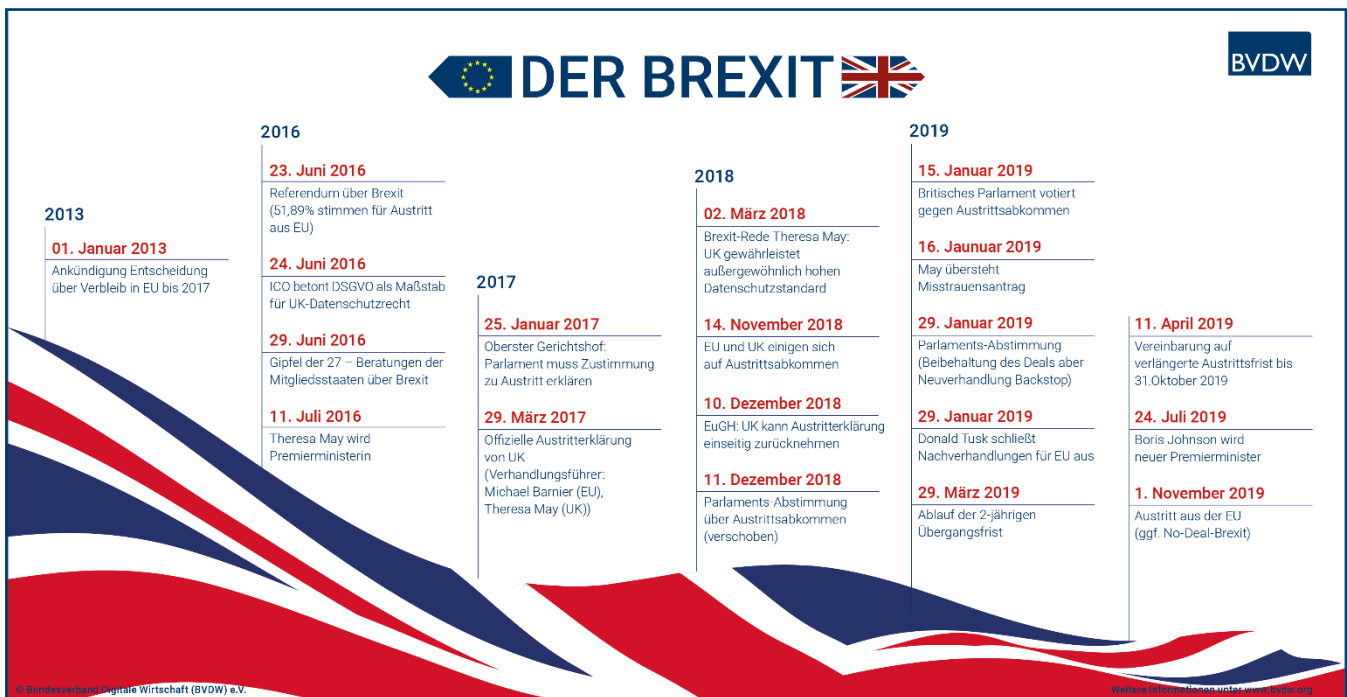 DER BREXIT
BVDW
2013
01. Januar 2013
Ankündigung Entscheidung
über Verbleib in EU bis 2017
2016
23. Juni 2016
Referendum über Brexit
(51,89% stimmen für Austritt
aus EU)
24. Juni 2016
ICO betont DSGVO als Maßstab
für UK-Datenschutzrecht
29. Juni 2016
Gipfel der 27 – Beratungen der
Mitgliedsstaaten über Brexit
11. Juli 2016
Theresa May wird
Premierministerin
2017
25. Januar 2017
Oberster Gerichtshof:
Parlament muss Zustimmung
zu Austritt erklären
29. März 2017
Offizielle Austritterklärung
von UK
(Verhandlungsführer:
Michael Barnier (EU),
Theresa May (UK))
2018
02. März 2018
Brexit-Rede Theresa May:
UK gewährleistet
außergewöhnlich hohen
Datenschutzstandard
14. November 2018
EU und UK einigen sich
auf Austrittsabkommen
10. Dezember 2018
EuGH: UK kann Austritterklärung
einseitig zurücknehmen
11. Dezember 2018
Parlaments-Abstimmung
über Austrittsabkommen
(verschoben)
2019
15. Januar 2019
Britisches Parlament votiert
gegen Austrittsabkommen
16. Jaunuar 2019
May übersteht
Misstrauensantrag
29. Januar 2019
Parlaments-Abstimmung
(Beibehaltung des Deals aber
Neuverhandlung Backstop)
29. Januar 2019
Donald Tusk schließt
Nachverhandlungen für EU aus
29. März 2019
Ablauf der 2-jährigen
Übergangsfrist
11. April 2019
Vereinbarung auf
verlängerte Austrittsfrist bis
31.Oktober 2019
24. Juli 2019
Boris Johnson wird
neuer Premierminister
1. November 2019
Austritt aus der EU
(ggf. No-Deal-Brexit)
© Bundesverband Digitale Wirtschaft (BVDW) e.V.
Weitere Informationen unter www.bvdw.org